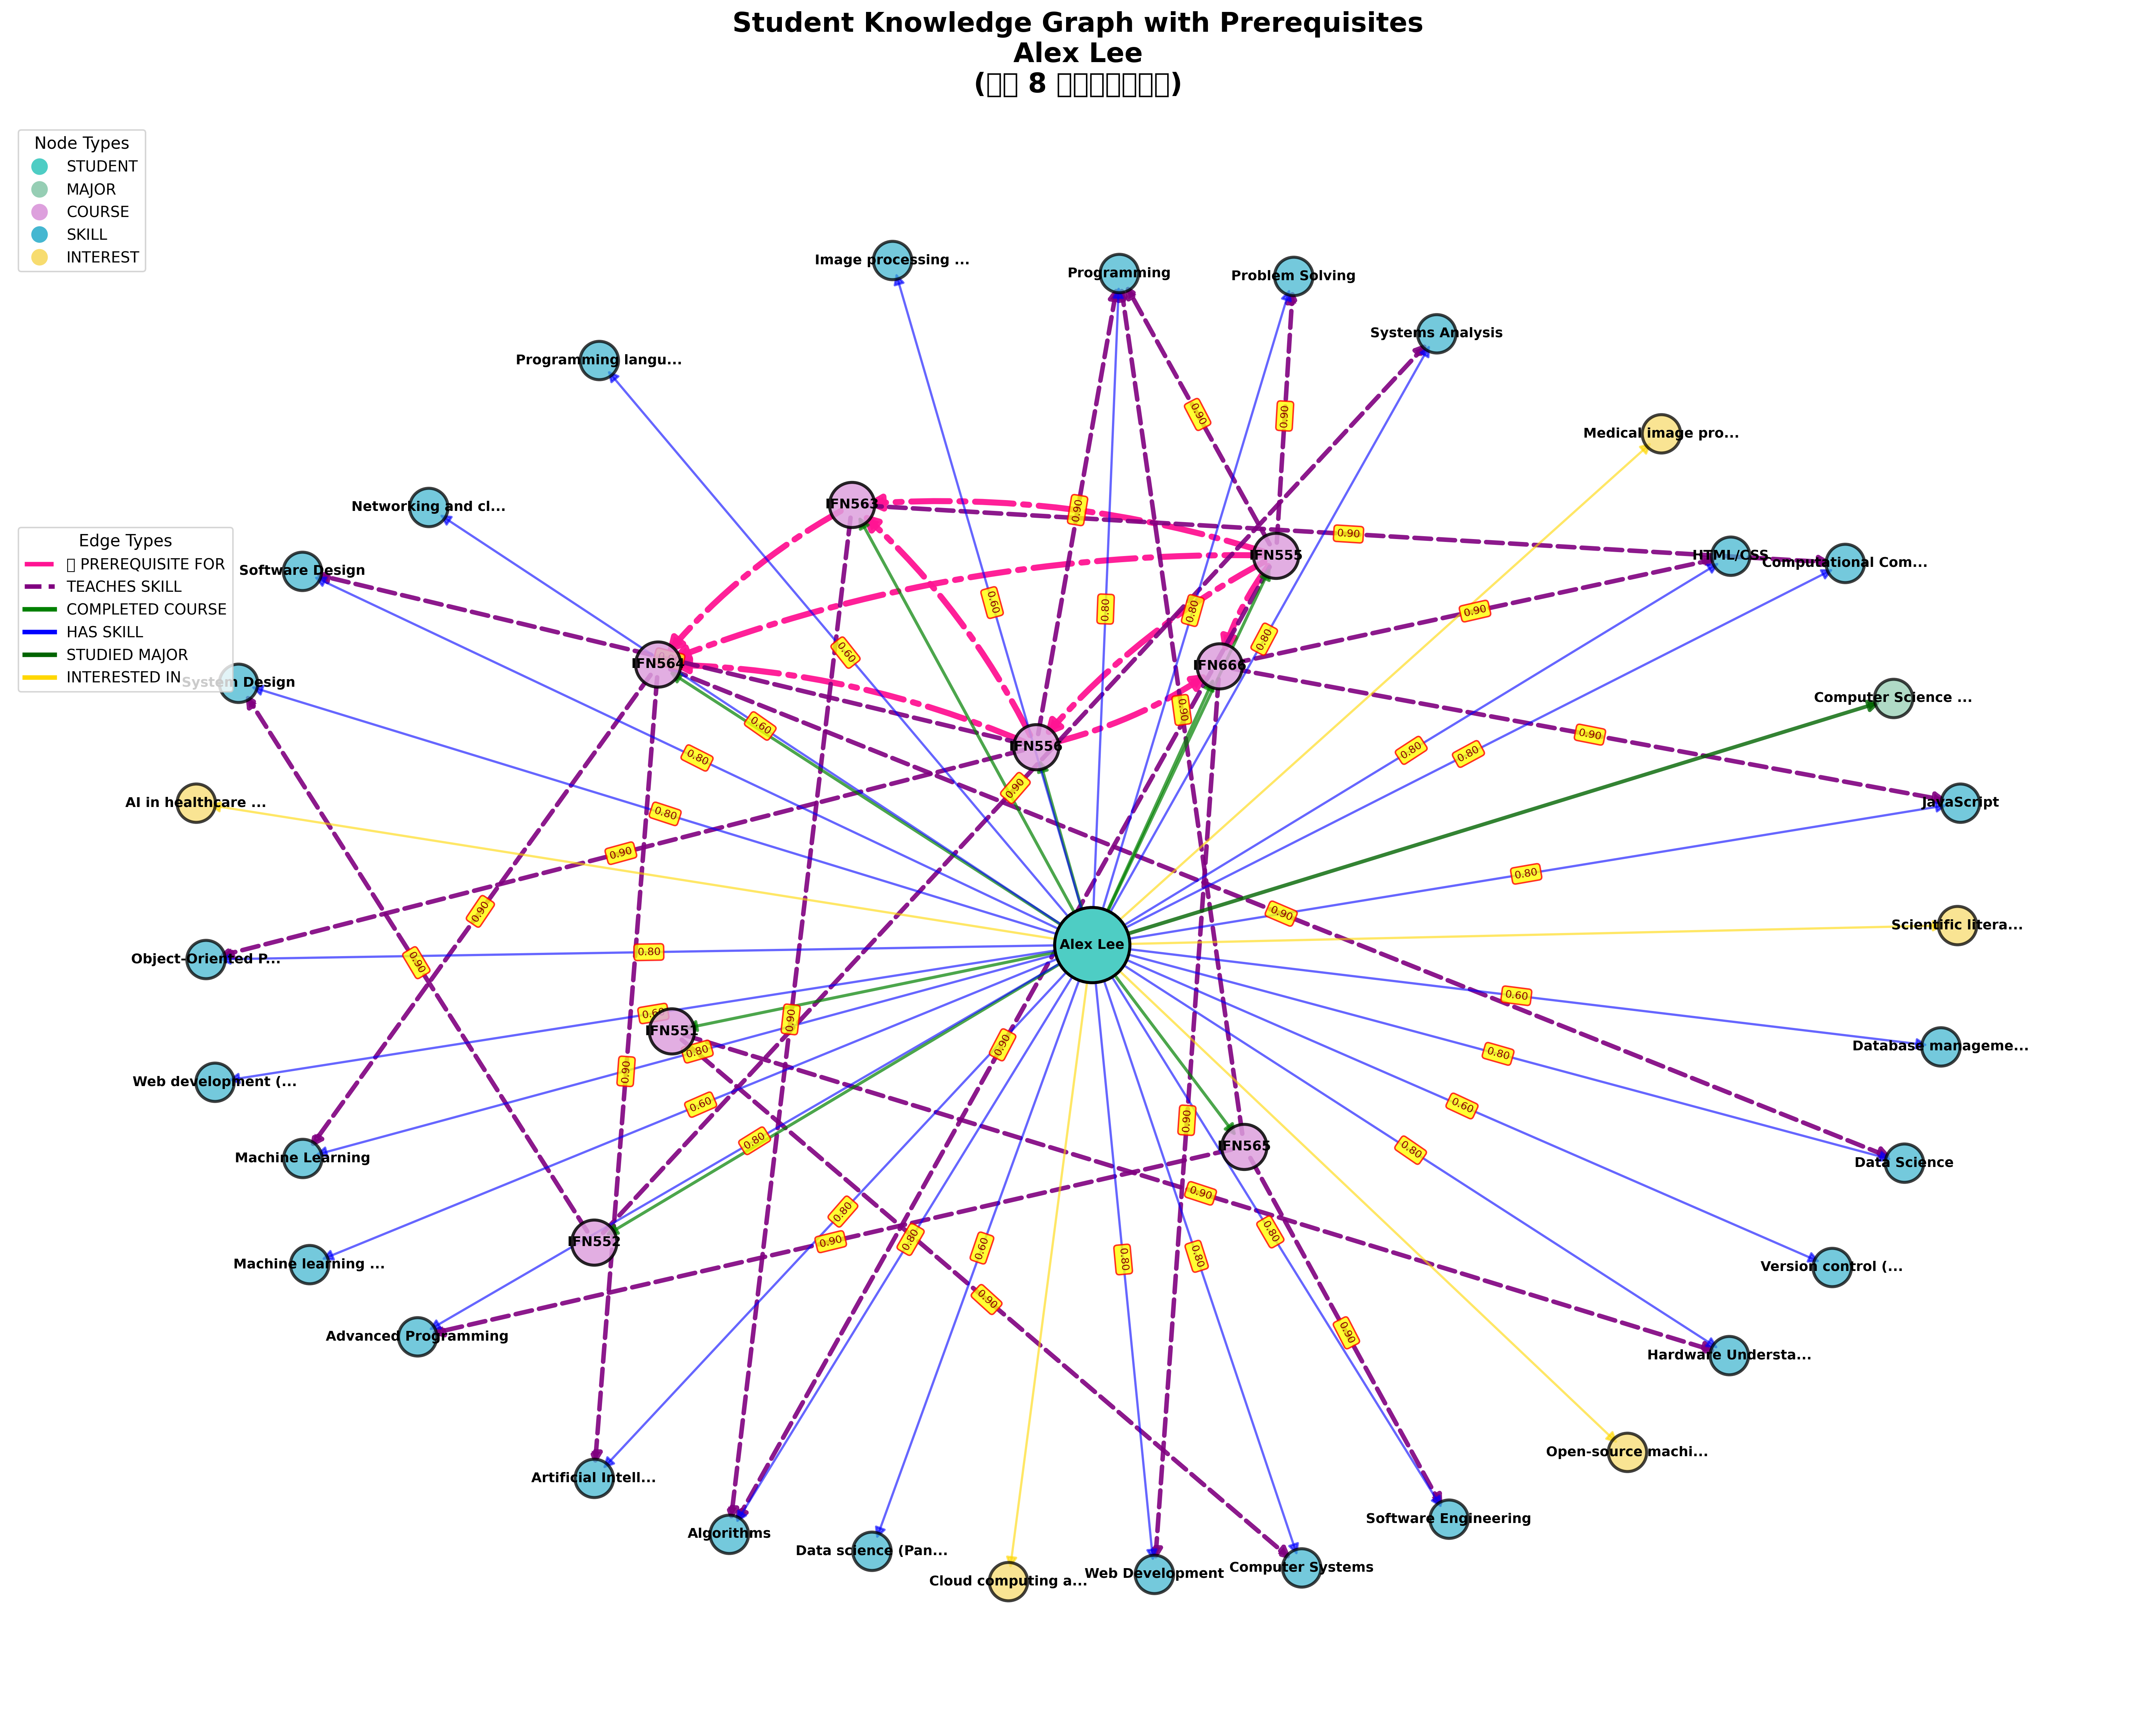 Student Knowledge Graph with Prerequisites
Alex Lee
( 8 )
Node Types
STUDENT
MAJOR
COURSE
SKILL
INTEREST
Image processing ...
Programming
Problem Solving
Systems Analysis
Programming langu...
Medical image pro...
Networking and cl...
IFN563
Edge Types
PREREQUISITE FOR
TEACHES SKILL
COMPLETED COURSE
HAS SKILL
STUDIED MAJOR
INTERESTED IN
Software Design
IFN555
HTML/CSS
Computational Com...
IFN564
IFN666
System Design
Computer Science ...
IFN556
AI in healthcare ...
JavaScript
Alex Lee
Scientific litera...
Object-Oriented P...
IFN551
Database manageme...
Web development (...
Machine Learning
IFN565
Data Science
IFN552
Machine learning ...
Version control (...
Advanced Programming
Hardware Understa...
Artificial Intell...
Open-source machi...
Algorithms
Software Engineering
Data science (Pan...
Cloud computing a...
Web Development
Computer Systems
0.90
0.90
0.90
0.90
0.60
0.80
0.80
0.80
0.90
0.60
0.90
0.60
0.90
0.80
0.80
0.80
0.90
0.80
0.90
0.80
0.90
0.90
0.80
0.90
0.60
0.60
0.90
0.90
0.80
0.80
0.90
0.60
0.60
0.90
0.80
0.80
0.90
0.80
0.90
0.80
0.80
0.60
0.80
0.80
0.90
0.90